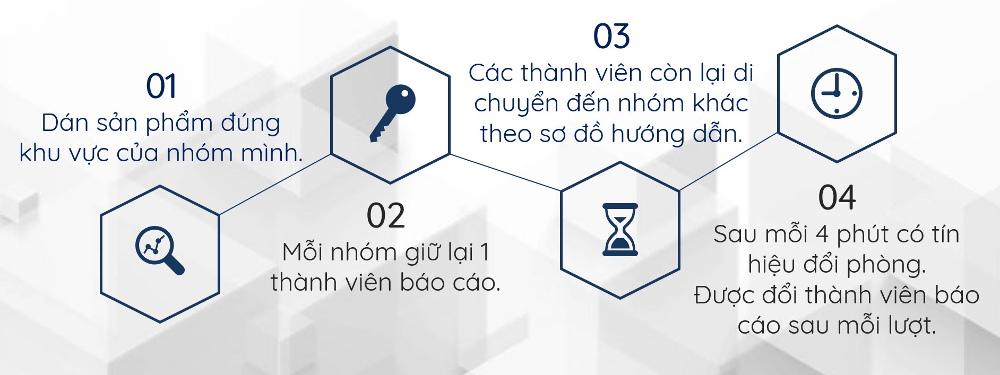 01
Dán sản phẩm đúng
khu vực của nhóm mình.
02
Mỗi nhóm giữ lại 1
thành viên báo cáo.
03
Các thành viên còn lại di
chuyển đến nhóm khác
theo sơ đồ hướng dẫn.
04
Sau mỗi 4 phút có tín
hiệu đổi phòng.
Được đổi thành viên báo
cáo sau mỗi lượt.